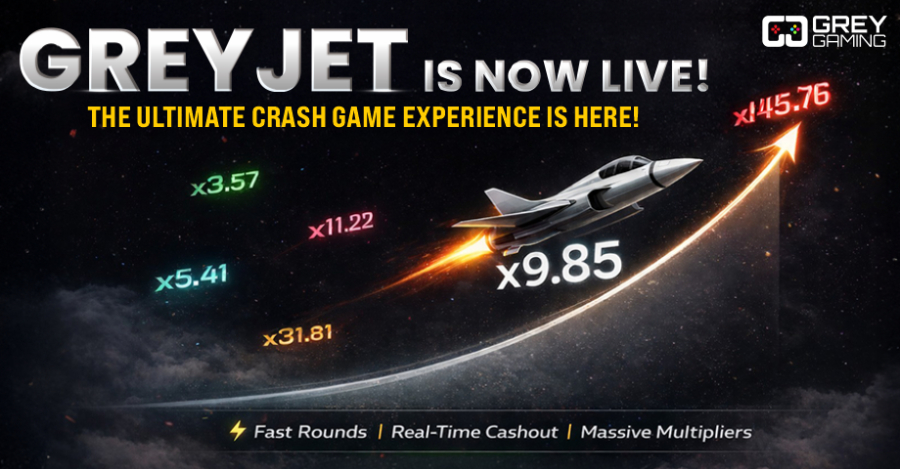 GREY
GAMING
GREYJET IS NOW LIVE!
THE ULTIMATE CRASH GAME EXPERIENCE IS HERE!
x145.76
x3.57
x11.22
x9.85
x5.41
x31.81
Fast Rounds | Real-Time Cashout | Massive Multipliers